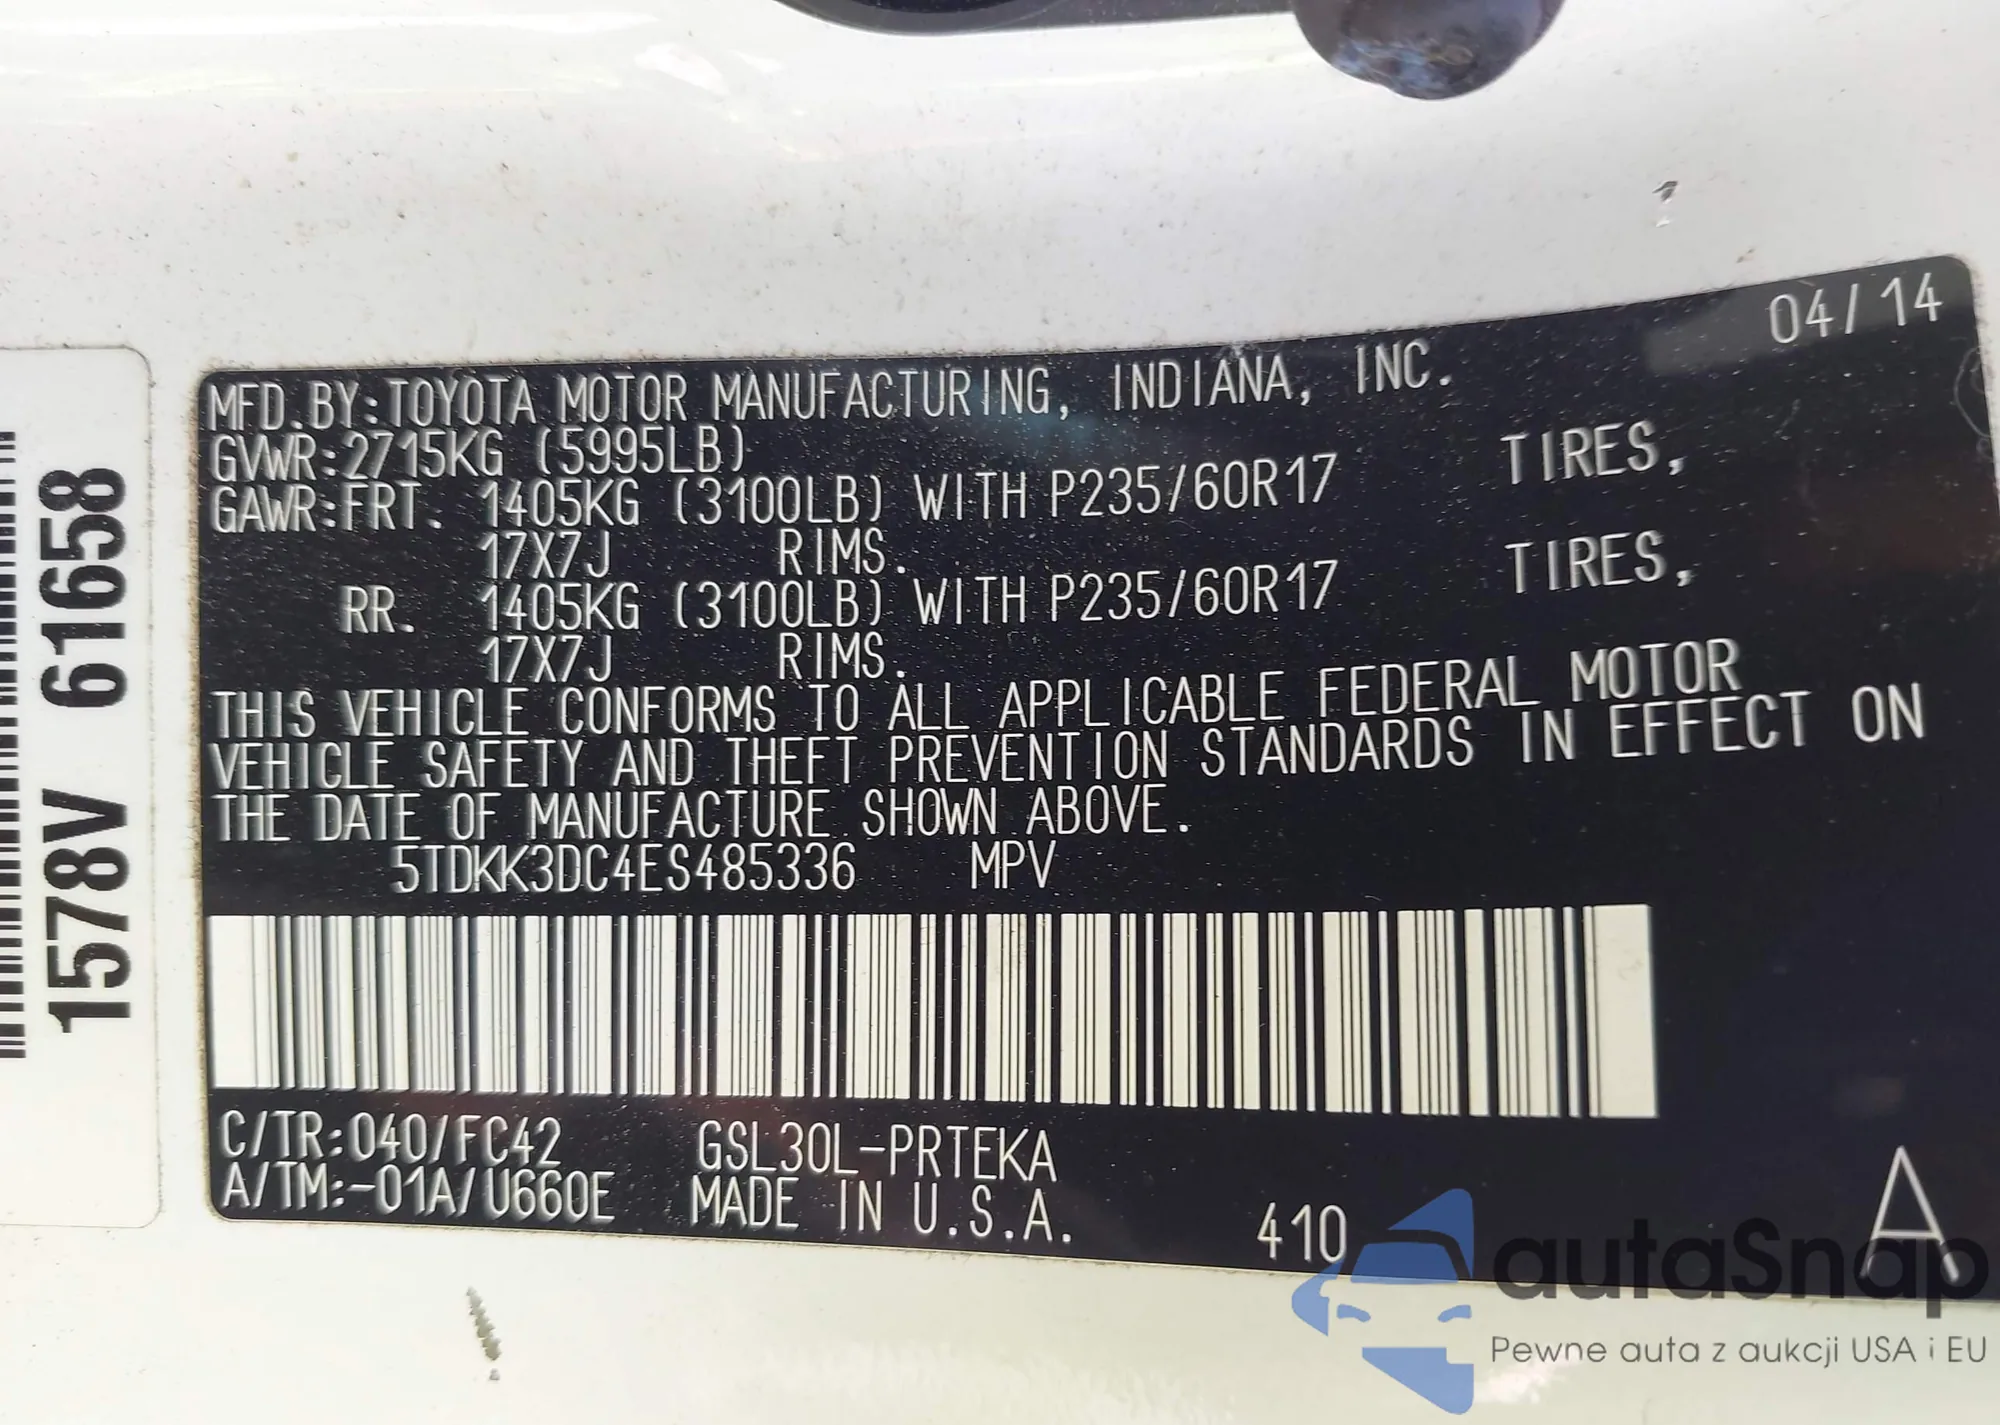 04/14
MFD.BY:TOYOTA MOTOR MANUFACTURING, INDIANA, INC.
GVWR:2715KG (5995LB)
GAWR:FRT. 1405KG (3100LB) WITH P235/60R17 TIRES,
17X7J RIMS.
RR. 1405KG (3100LB) WITH P235/60R17 TIRES,
17X7J RIMS.
THIS VEHICLE CONFORMS TO ALL APPLICABLE FEDERAL MOTOR
VEHICLE SAFETY AND THEFT PREVENTION STANDARDS IN EFFECT ON
THE DATE OF MANUFACTURE SHOWN ABOVE.
5TDKK3DC4ES485336 MPV
C/TR:040/FC42 GSL30L-PRTEKA
A/TM:-01A/U660E MADE IN U.S.A. 410 A
1578V 61658
autoSnap
Pewne auta z aukcji USA i EU